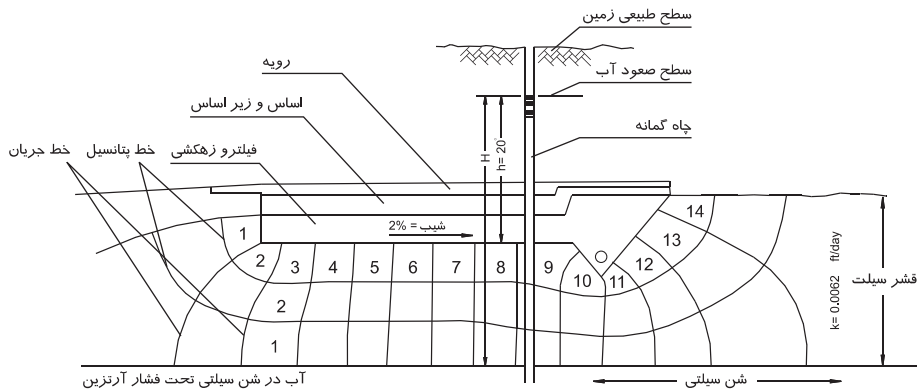 سطح طبیعی زمین
سطح صعود آب
چاه گمانه
رویه
اساس و زیر اساس
فیلتر و زهکشی
خط پتانسیل
خط جریان
H
h= 20'
شیب = 2%
1
2
3
4
5
6
7
8
9
10
11
12
13
14
2
1
قشر سیلت
k= 0.0062 ft/day
آب در شن سیلتی تحت فشار آرتزین
شن سیلتی